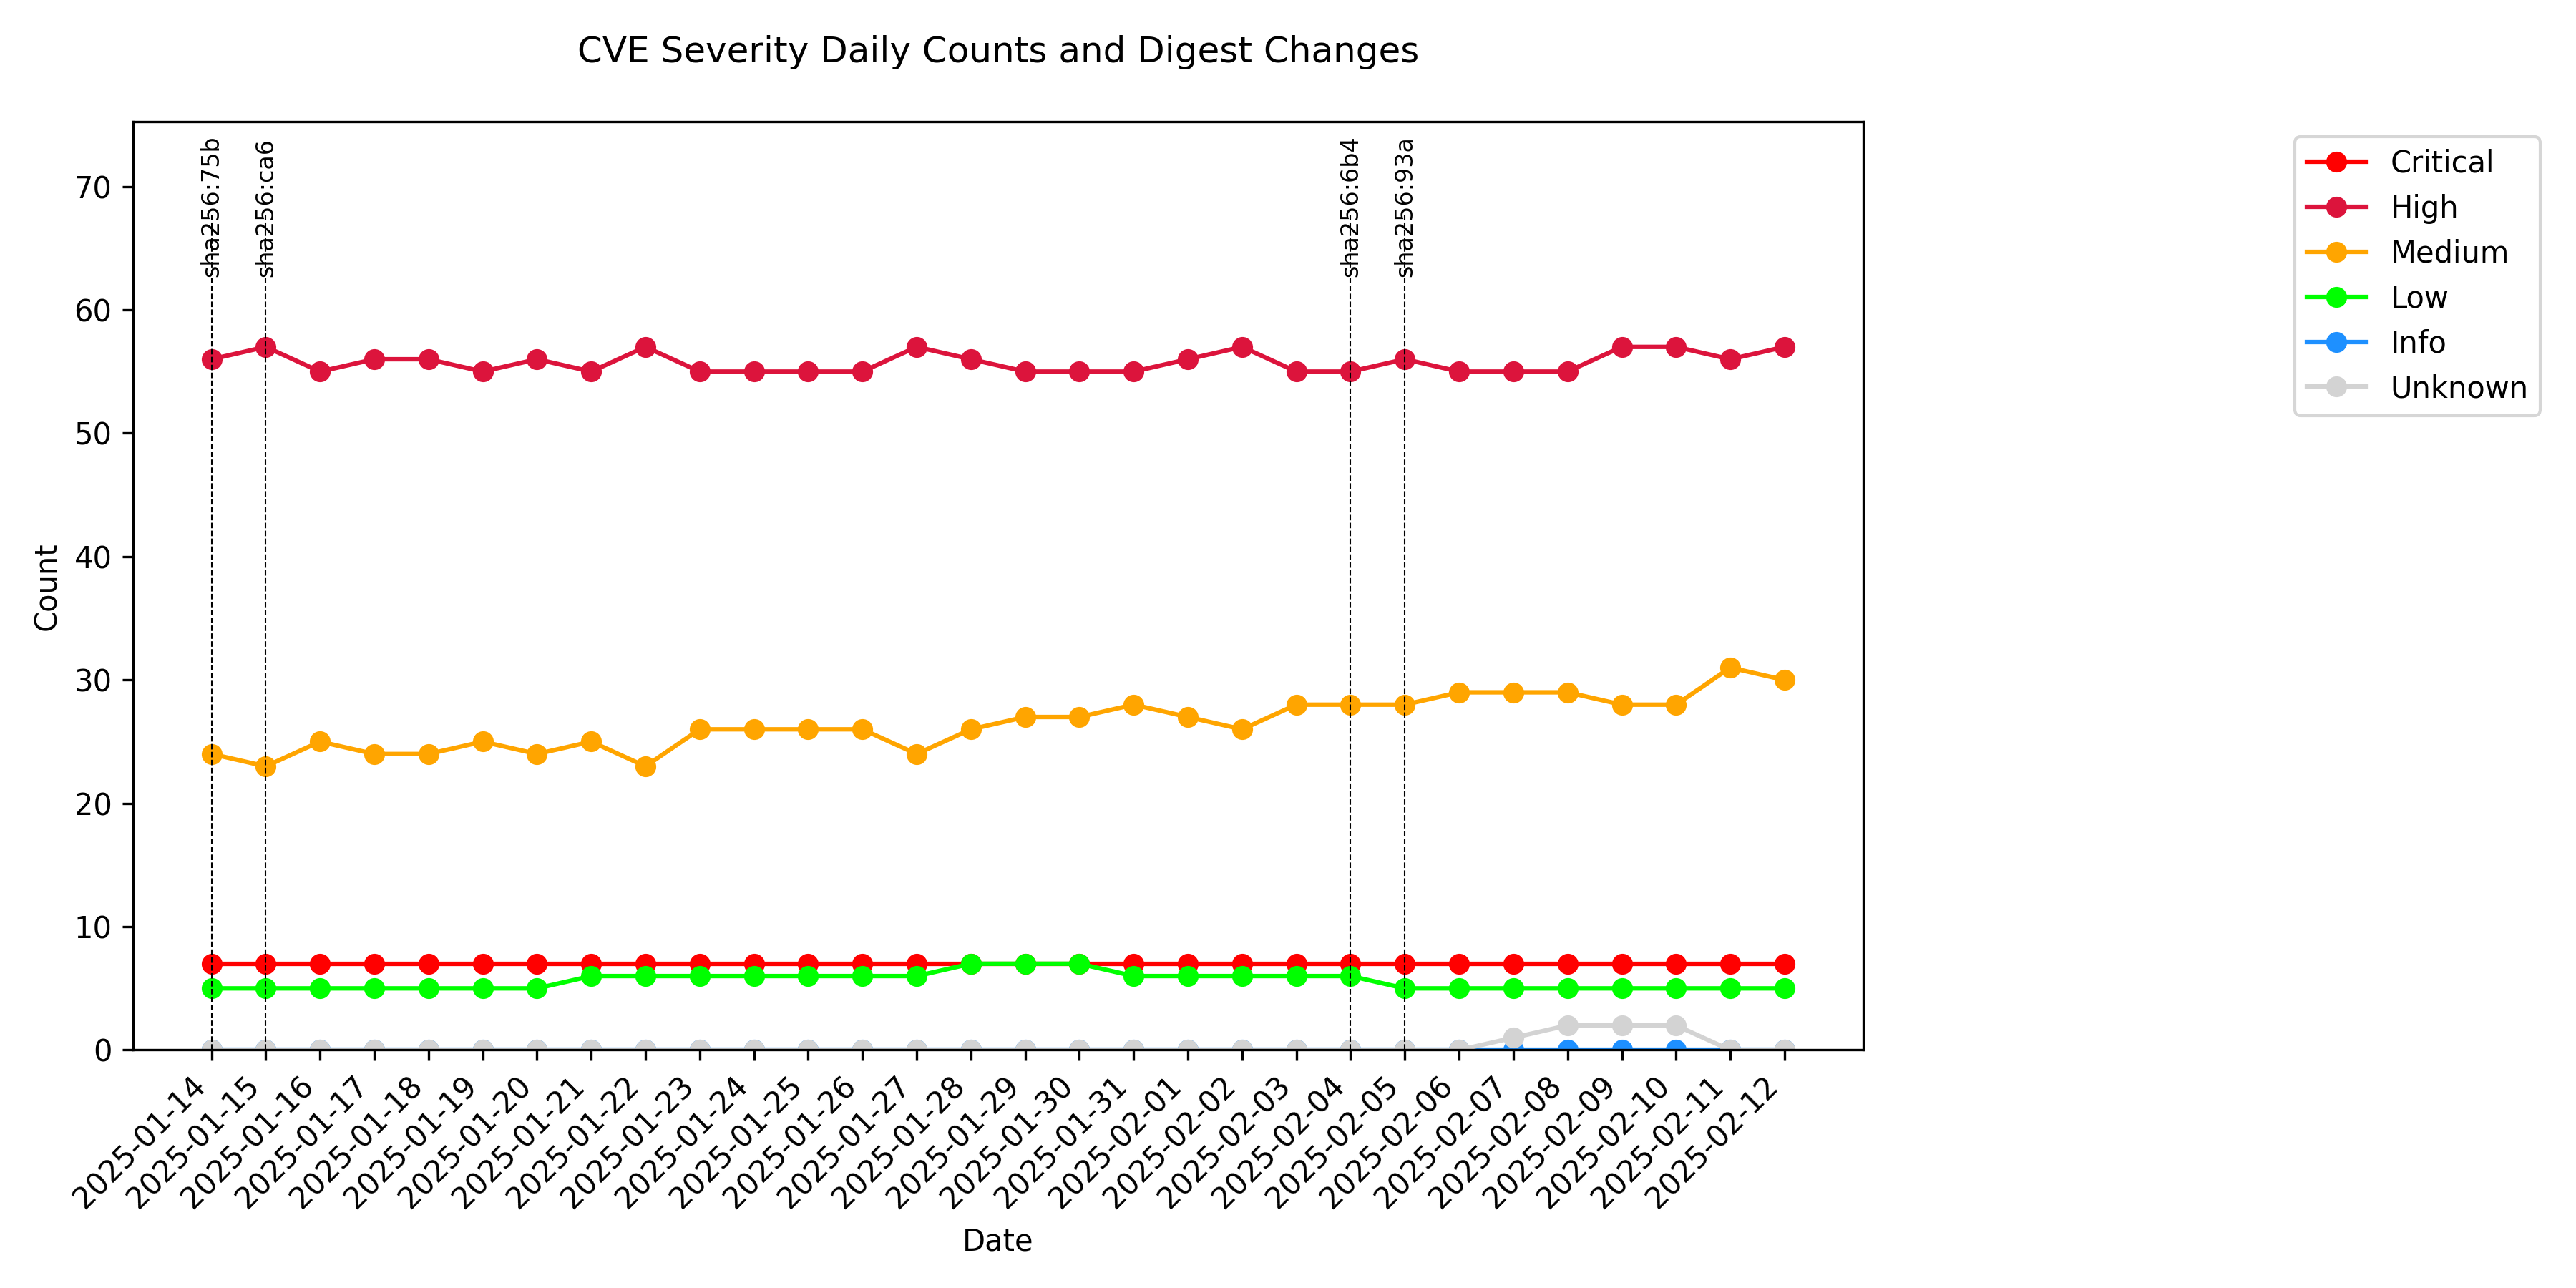 CVE Severity Daily Counts and Digest Changes
sha256:75b
sha256:ca6
sha256:6b4
sha256:93a
Critical
High
Medium
Low
Info
Unknown
Count
70
60
50
40
30
20
10
0
2025-01-14
2025-01-15
2025-01-16
2025-01-17
2025-01-18
2025-01-19
2025-01-20
2025-01-21
2025-01-22
2025-01-23
2025-01-24
2025-01-25
2025-01-26
2025-01-27
2025-01-28
2025-01-29
2025-01-30
2025-01-31
2025-02-01
2025-02-02
2025-02-03
2025-02-04
2025-02-05
2025-02-06
2025-02-07
2025-02-08
2025-02-09
2025-02-10
2025-02-11
2025-02-12
Date